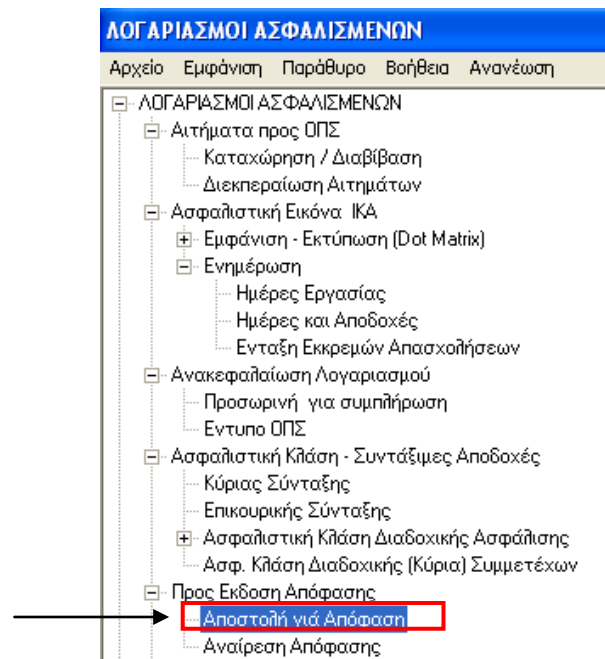 ΛΟΓΑΡΙΑΣΜΟΙ ΑΣΦΑΛΙΣΜΕΝΩΝ
Αρχείο Εμφάνιση Παράθυρο Βοήθεια Ανανέωση
ΛΟΓΑΡΙΑΣΜΟΙ ΑΣΦΑΛΙΣΜΕΝΩΝ
Αιτήματα προς ΟΠΣ
Καταχώρηση / Διαβίβαση
Διεκπεραίωση Αιτημάτων
Ασφαλιστική Εικόνα ΙΚΑ
Εμφάνιση - Εκτύπωση (Dot Matrix)
Ενημέρωση
Ημέρες Εργασίας
Ημέρες και Αποδοχές
Ενταξη Εκκρεμών Απασχολήσεων
Ανακεφαλαίωση Λογαριασμού
Προσωρινή για συμπλήρωση
Εντυπο ΟΠΣ
Ασφαλιστική Κλάση - Συντάξιμες Αποδοχές
Κύριας Σύνταξης
Επικουρικής Σύνταξης
Ασφαλιστική Κλάση Διαδοχικής Ασφάλισης
Ασφ. Κλάση Διαδοχικής (Κύρια) Συμμετέχων
Προς Εκδοση Απόφασης
Αποστολή γιά Απόφαση
Αναίρεση Απόφασης